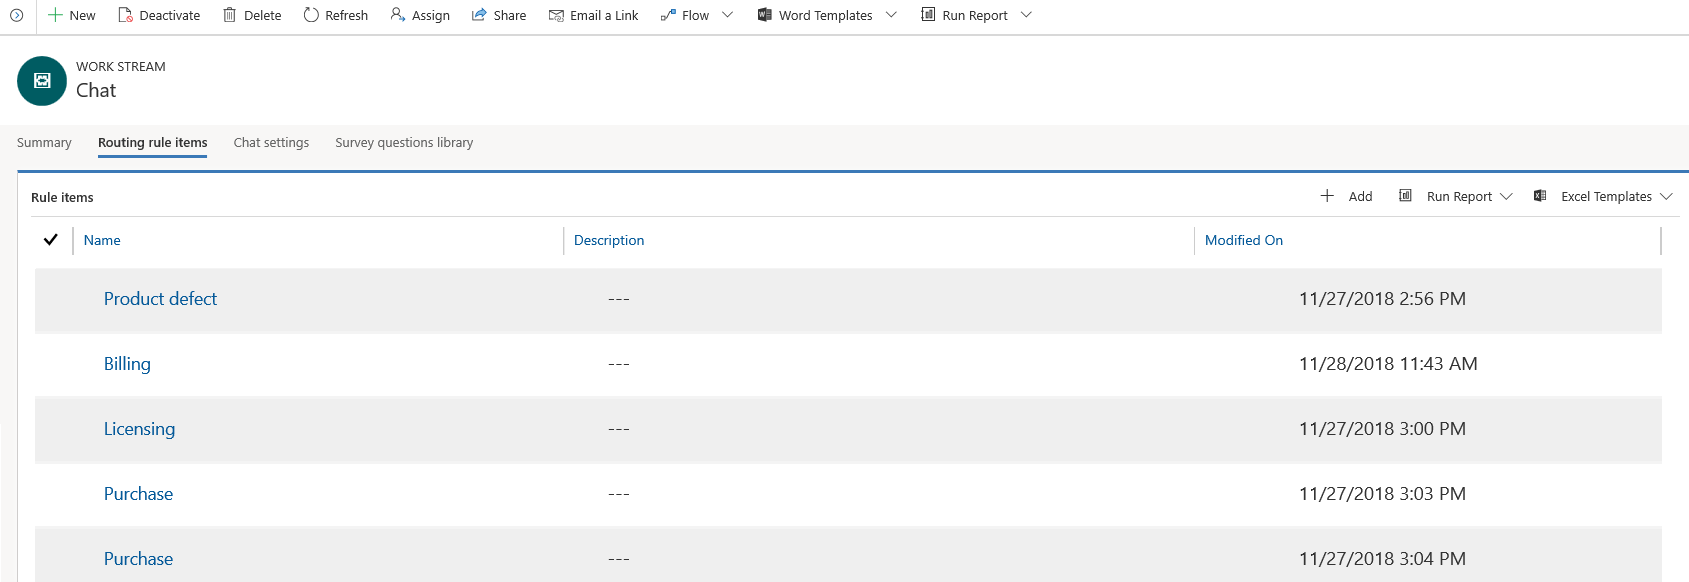 New Deactivate Delete Refresh Assign Share Email a Link Flow Word Templates Run Report
WORK STREAM
Chat
Summary Routing rule items Chat settings Survey questions library
Rule items Add Run Report Excel Templates
Name Description Modified On
Product defect --- 11/27/2018 2:56 PM
Billing --- 11/28/2018 11:43 AM
Licensing --- 11/27/2018 3:00 PM
Purchase --- 11/27/2018 3:03 PM
Purchase --- 11/27/2018 3:04 PM